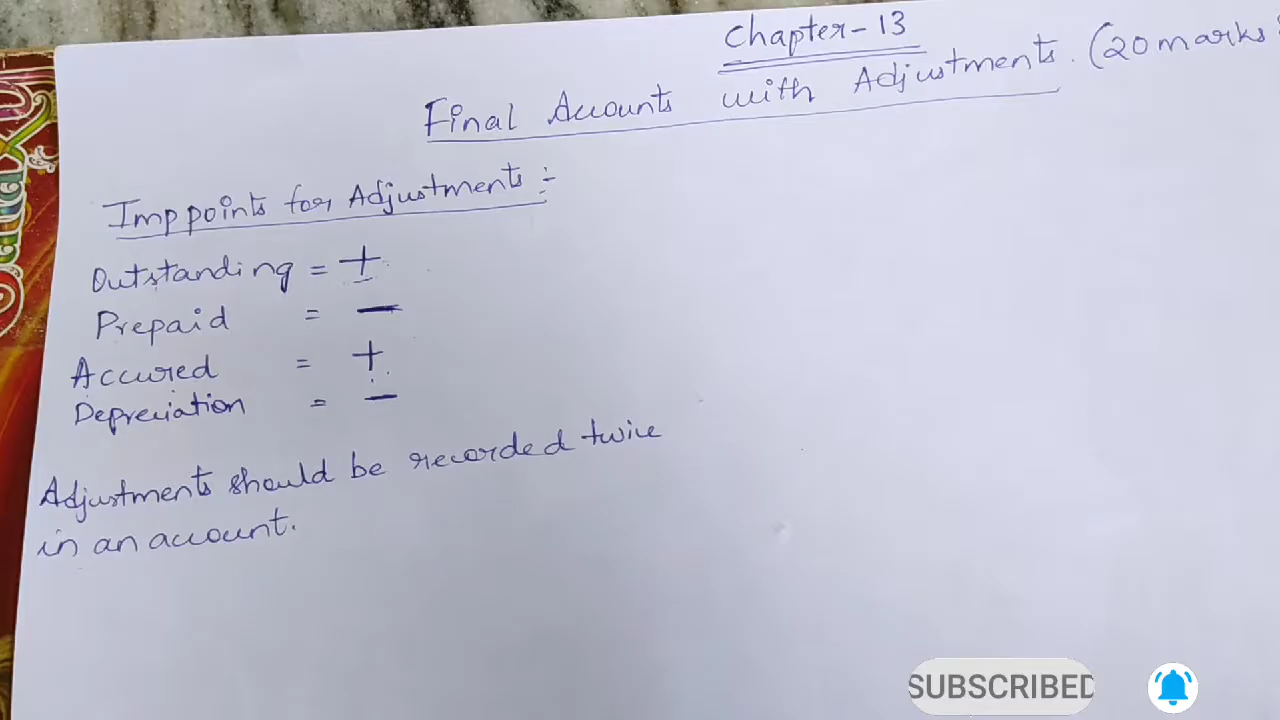 Chapter-13
Final Accounts with Adjustments. (20 marks
Imp points for Adjustments :-
Outstanding = +
Prepaid = -
Accured = +
Depreciation = -
Adjustments should be recorded twice
in an account.
SUBSCRIBED